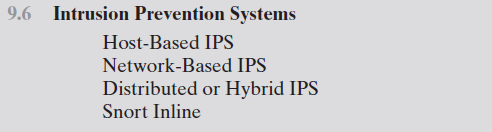 9.6 Intrusion Prevention Systems
Host-Based IPS
Network-Based IPS
Distributed or Hybrid IPS
Snort Inline